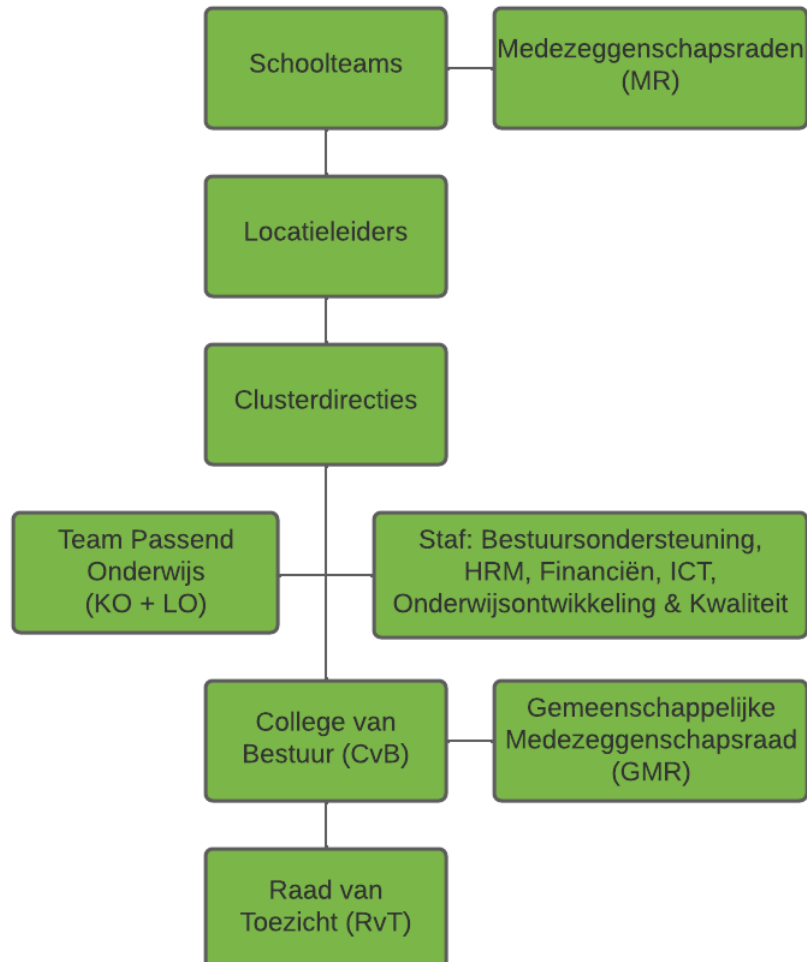 Schoolteams
Medezeggenschapsraden
(MR)
Locatieleiders
Clusterdirecties
Team Passend
Onderwijs
(KO + LO)
Staf: Bestuursondersteuning,
HRM, Financiën, ICT,
Onderwijsontwikkeling & Kwaliteit
College van
Bestuur (CvB)
Gemeenschappelijke
Medezeggenschapsraad
(GMR)
Raad van
Toezicht (RvT)